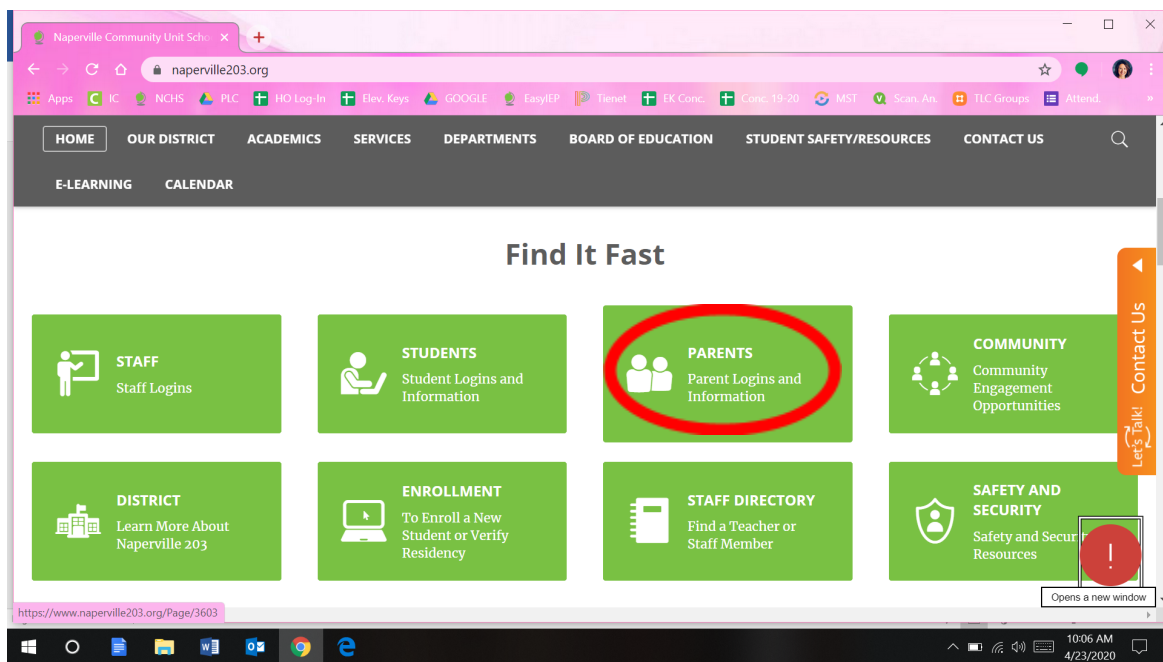 Naperville Community Unit Scho
naperville203.org
Apps IC NCHS PLC HO Log-In Elev. Keys GOOGLE EasyIEP Tienet EK Conc. Conc. 19-20 MST Scan. An. TLC Groups Attend. »
HOME OUR DISTRICT ACADEMICS SERVICES DEPARTMENTS BOARD OF EDUCATION STUDENT SAFETY/RESOURCES CONTACT US
E-LEARNING CALENDAR
Find It Fast
STAFF
Staff Logins
STUDENTS
Student Logins and
Information
PARENTS
Parent Logins and
Information
COMMUNITY
Community
Engagement
Opportunities
DISTRICT
Learn More About
Naperville 203
ENROLLMENT
To Enroll a New
Student or Verify
Residency
STAFF DIRECTORY
Find a Teacher or
Staff Member
SAFETY AND
SECURITY
Safety and Secur
Resources
!
Let's Talk! Contact Us
Opens a new window
https://www.naperville203.org/Page/3603
10:06 AM
4/23/2020